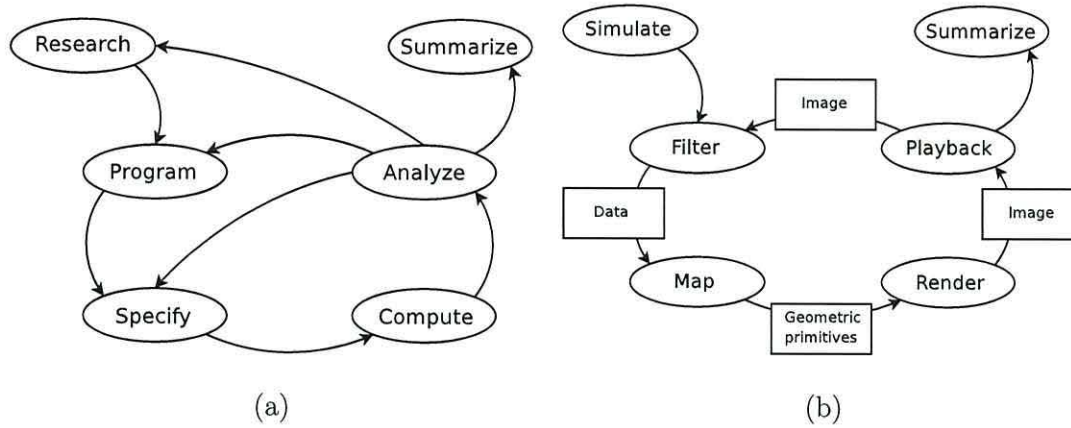 Research
Summarize
Program
Analyze
Specify
Compute
(a)
Simulate
Summarize
Image
Filter
Playback
Data
Image
Map
Render
Geometric
primitives
(b)